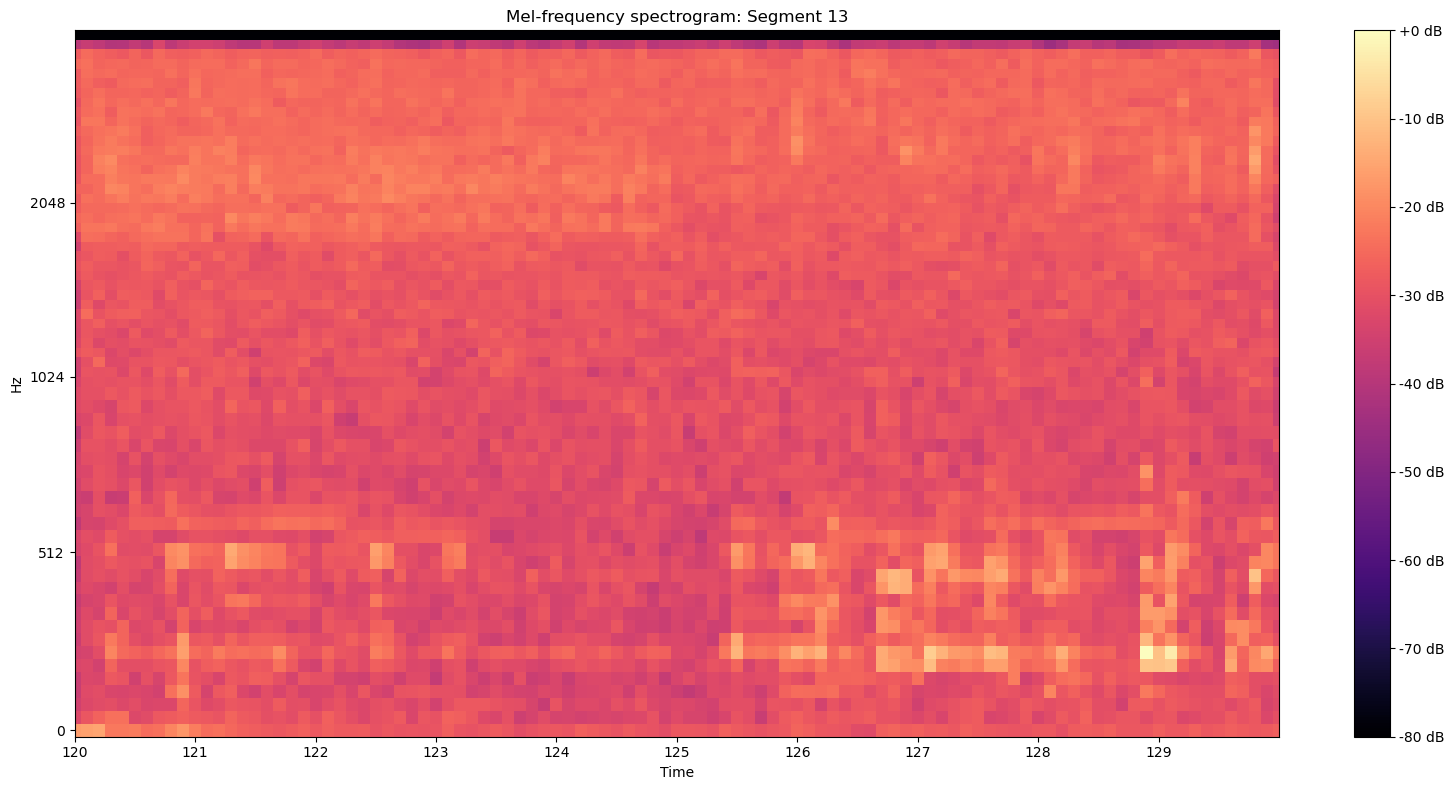 Mel-frequency spectrogram: Segment 13
Hz
2048
1024
512
0
120 121 122 123 124 125 126 127 128 129
Time
+0 dB
-10 dB
-20 dB
-30 dB
-40 dB
-50 dB
-60 dB
-70 dB
-80 dB